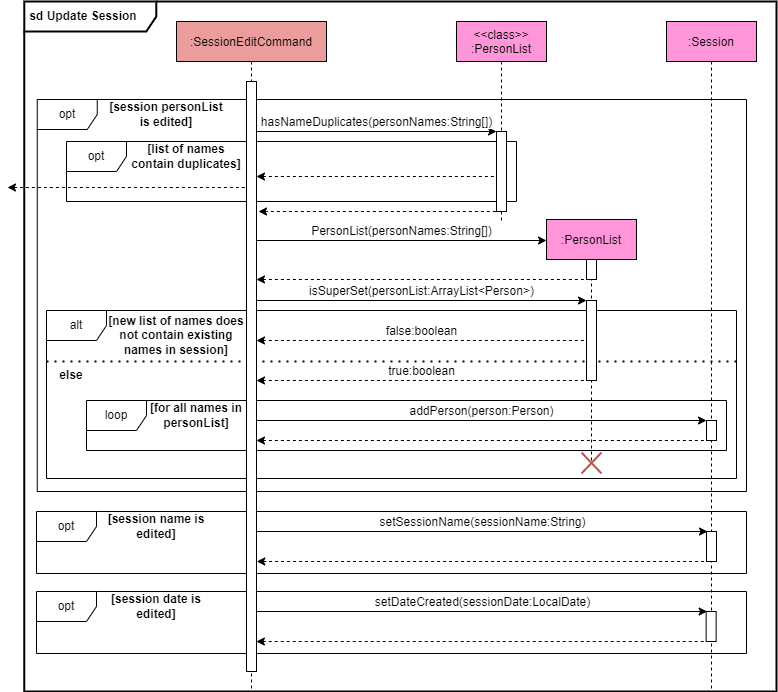 sd Update Session
:SessionEditCommand
<<class>>
:PersonList
:Session
opt
[session personList
is edited]
hasNameDuplicates(personNames:String[])
opt
[list of names
contain duplicates]
PersonList(personNames:String[])
:PersonList
isSuperSet(personList:ArrayList<Person>)
alt
[new list of names does
not contain existing
names in session]
false:boolean
else
true:boolean
loop
[for all names in
personList]
addPerson(person:Person)
opt
[session name is
edited]
setSessionName(sessionName:String)
opt
[session date is
edited]
setDateCreated(sessionDate:LocalDate)